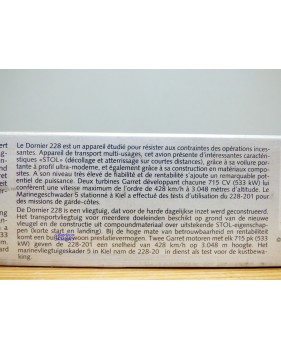 Le Dornier 228 est un appareil étudié pour résister aux contraintes des opérations inces-
santes. Appareil de transport multi-usages, cet avion présente d'intéressantes caractéri-
stiques «STOL» (décollage et atterrissage sur courtes distances), grâce à sa voilure por-
tante à profil ultra-moderne, et également grâce à sa construction en matériaux compo-
sites. A son niveau très élevé de fiabilité et de rentabilité s'ajoute un remarquable pot-
entiel de puissance. Deux turbines Garret développant chacunes 715 CV (533 kW) lui
confèrent une vitesse maximum de l'ordre de 428 km/h à 3.048 m d'altitude. Le
Marinegeschwader 5 stationné à Kiel a effectué des tests d'utilisation du 228-201 pour
des missions de garde-côtes.
De Dornier 228 is een vliegtuig, dat voor de harde dagelijkse inzet werd gekonstrueerd.
Het transportvliegtuig voor meerdere doeleinden beschikt op grond van de nieuwe
vleugel en de constructie uit compoundmaterialen over uitstekende STOL-eigenschap-
pen (korte start en landing). Bij de hoge mate van betrouwbaarheid en rentabiliteit
komt een buitengewoon prestatievermogen. Twee Garret motoren met elk 715 pk (533
kW) geven de 228-201 een snelheid van 428 km/h op 3.048 m hoogte. Het
marinevliegtuigeskader 5 in Kiel nam de 228-20 in dienst als test voor de kustbewa-
king.